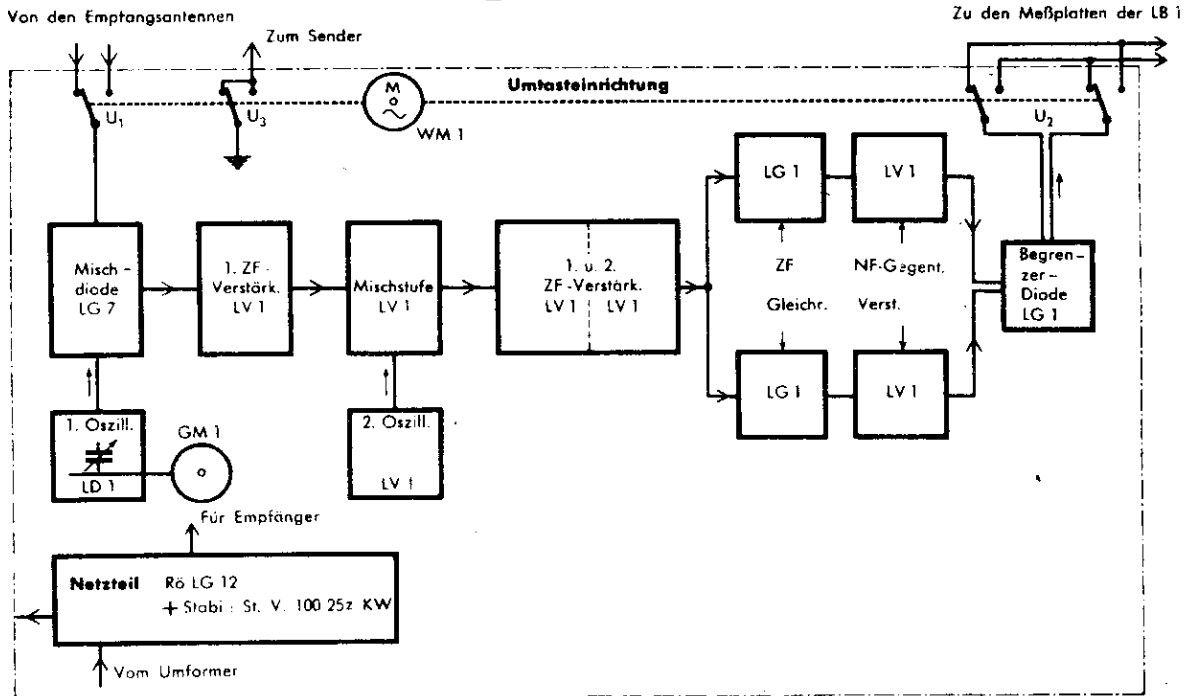 Von den Empfangsantennen
Zu den Meßplatten der LB 1
Zum Sender
Umtasteinrichtung
M
U1
U3
WM 1
U2
LG 1
LV 1
Misch-
diode
LG 7
1. ZF-
Verstärk.
LV 1
Mischstufe
LV 1
1. u. 2.
ZF-Verstärk.
LV 1
LV 1
ZF
Gleichr.
NF-Gegent.
Verst.
Begren-
zer-
Diode
LG 1
LG 1
LV 1
1. Oszill.
LD 1
GM 1
2. Oszill.
LV 1
Für Empfänger
Netzteil Rö LG 12
+ Stabi : St. V. 100 25z KW
Vom Umformer